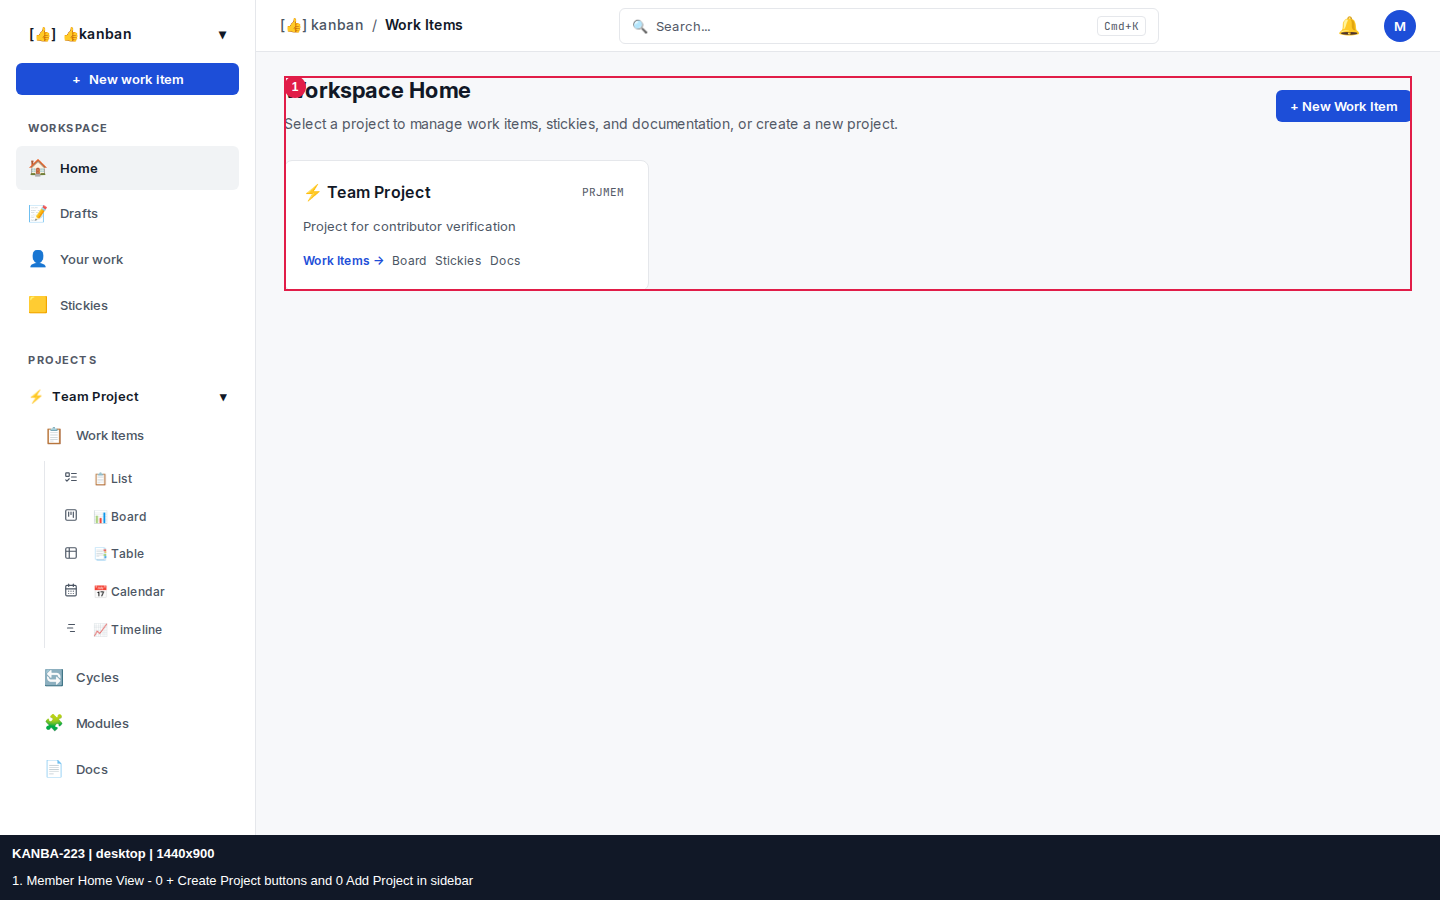 [👍] 👍kanban ▼
+ New work item
WORKSPACE
🏠 Home
📝 Drafts
👤 Your work
🟨 Stickies
PROJECTS
⚡ Team Project ▼
📋 Work Items
📋 List
📊 Board
📑 Table
📅 Calendar
📈 Timeline
🔄 Cycles
🧩 Modules
📄 Docs
[👍] kanban / Work Items
🔍 Search... Cmd+K
🔔 M
1
Workspace Home
+ New Work Item
Select a project to manage work items, stickies, and documentation, or create a new project.
⚡ Team Project PRJMEM
Project for contributor verification
Work Items → Board Stickies Docs
KANBA-223 | desktop | 1440x900
1. Member Home View - 0 + Create Project buttons and 0 Add Project in sidebar